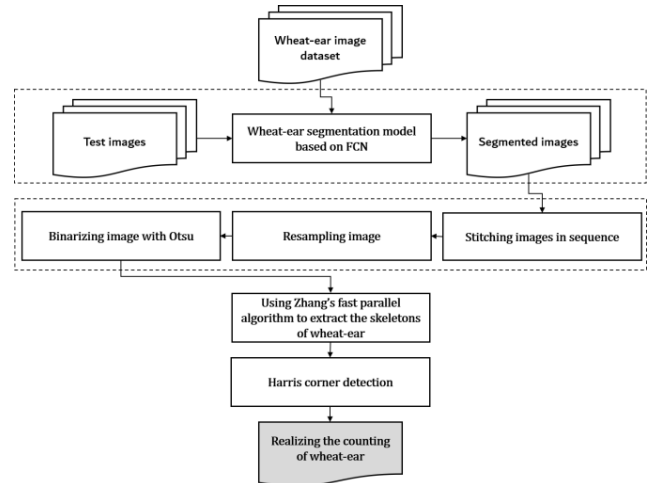 Wheat-ear image
dataset
Test images
Wheat-ear segmentation model
based on FCN
Segmented images
Binarizing image with Otsu
Resampling image
Stitching images in sequence
Using Zhang's fast parallel
algorithm to extract the skeletons
of wheat-ear
Harris corner detection
Realizing the counting
of wheat-ear